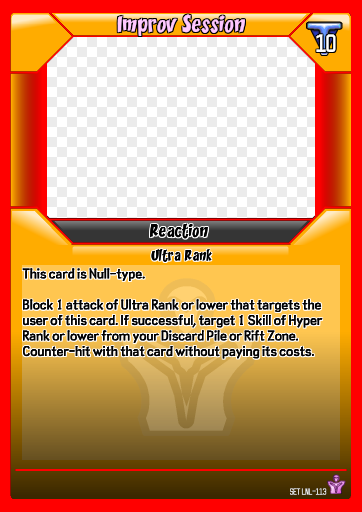 Improv Session
10
Reaction
Ultra Rank
This card is Null-type.
Block 1 attack of Ultra Rank or lower that targets the
user of this card. If successful, target 1 Skill of Hyper
Rank or lower from your Discard Pile or Rift Zone.
Counter-hit with that card without paying its costs.
SET LNL-113